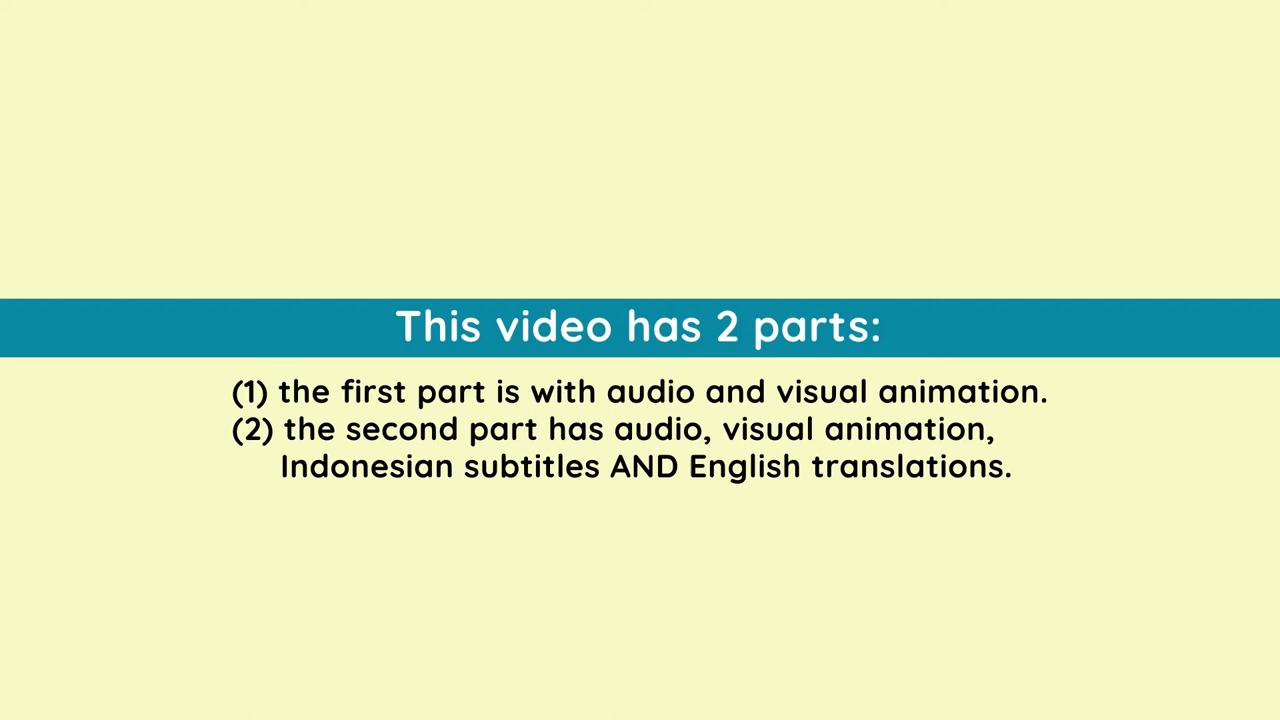 This video has 2 parts:
(1) the first part is with audio and visual animation.
(2) the second part has audio, visual animation,
Indonesian subtitles AND English translations.